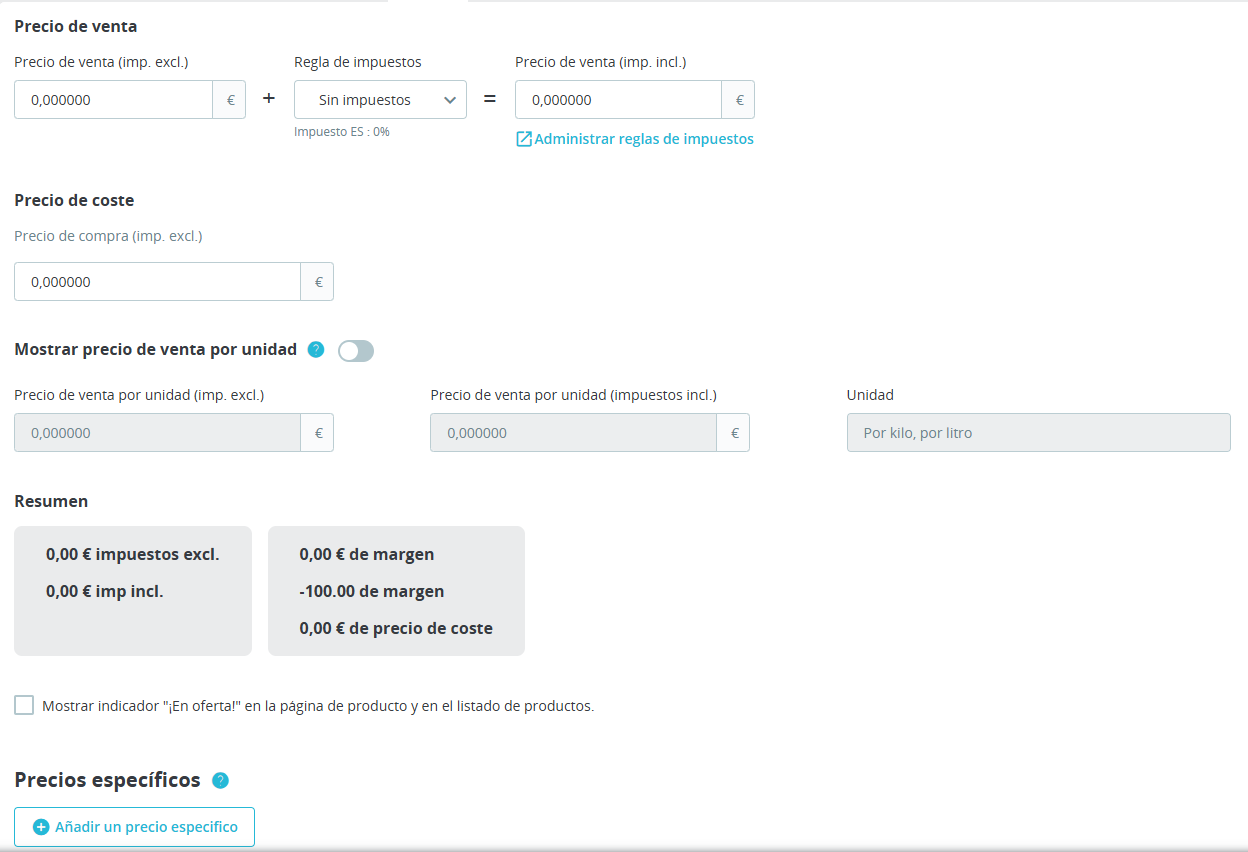 Precio de venta
Precio de venta (imp. excl.) Regla de impuestos Precio de venta (imp. incl.)
0,000000 € + Sin impuestos = 0,000000 €
Impuesto ES : 0%
Administrar reglas de impuestos
Precio de coste
Precio de compra (imp. excl.)
0,000000 €
Mostrar precio de venta por unidad ?
Precio de venta por unidad (imp. excl.) Precio de venta por unidad (impuestos incl.) Unidad
0,000000 € 0,000000 € Por kilo, por litro
Resumen
0,00 € impuestos excl. 0,00 € de margen
0,00 € imp incl. -100.00 de margen
0,00 € de precio de coste
Mostrar indicador "¡En oferta!" en la página de producto y en el listado de productos.
Precios específicos ?
Añadir un precio especifico